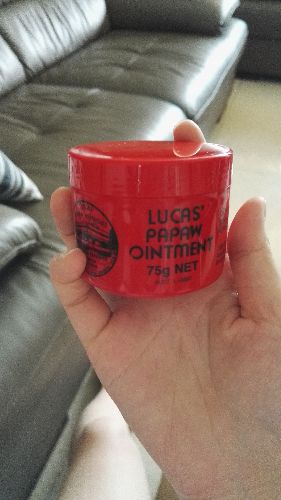 LUCAS'
PAPAW
OINTMENT
75g NET